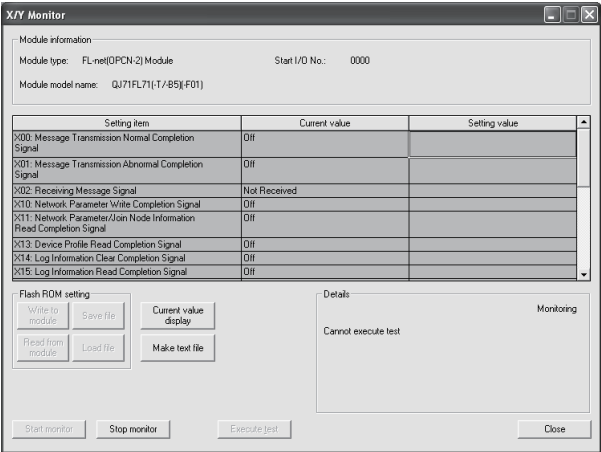 X/Y Monitor
Module information
Module type: FL-net(OPCN-2) Module Start I/O No.: 0000
Module model name: QJ71FL71(-T/-B5)(-F01)
Setting item Current value Setting value
X00: Message Transmission Normal Completion Off
Signal
X01: Message Transmission Abnormal Completion Off
Signal
X02: Receiving Message Signal Not Received
X10: Network Parameter Write Completion Signal Off
X11: Network Parameter/Join Node Information Off
Read Completion Signal
X13: Device Profile Read Completion Signal Off
X14: Log Information Clear Completion Signal Off
X15: Log Information Read Completion Signal Off
Flash ROM setting Details
Write to Save file Current value Monitoring
module display
Cannot execute test
Read from Load file Make text file
module
Start monitor Stop monitor Execute test Close